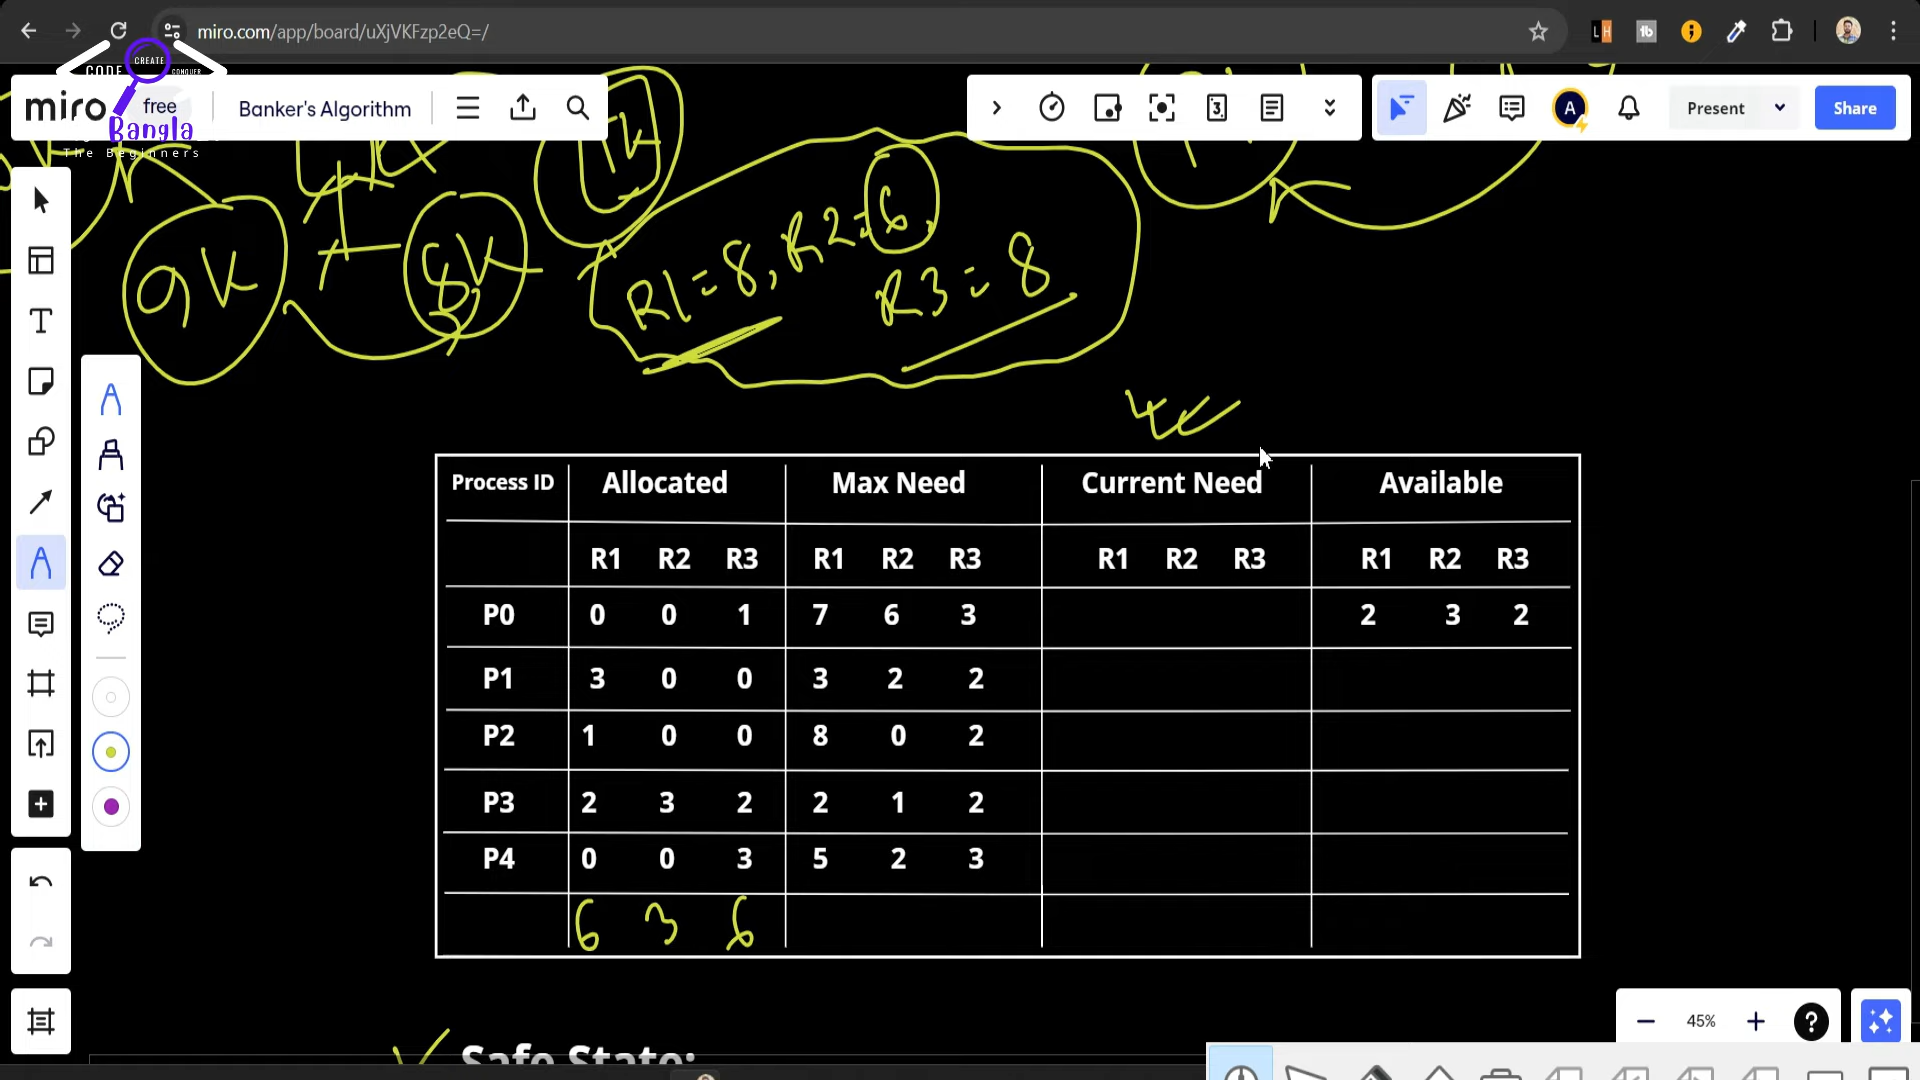 miro.com/app/board/uXjVKFzp2eQ=/
CODE CREATE CONQUER
miro free Banker's Algorithm
Bangla
The Beginners
Present Share
9K 8K 1K
R1=8, R2=6,
R3=8
Process ID Allocated Max Need Current Need Available
R1 R2 R3 R1 R2 R3 R1 R2 R3 R1 R2 R3
P0 0 0 1 7 6 3 2 3 2
P1 3 0 0 3 2 2
P2 1 0 0 8 0 2
P3 2 3 2 2 1 2
P4 0 0 3 5 2 3
6 3 6
45%
Safe State: